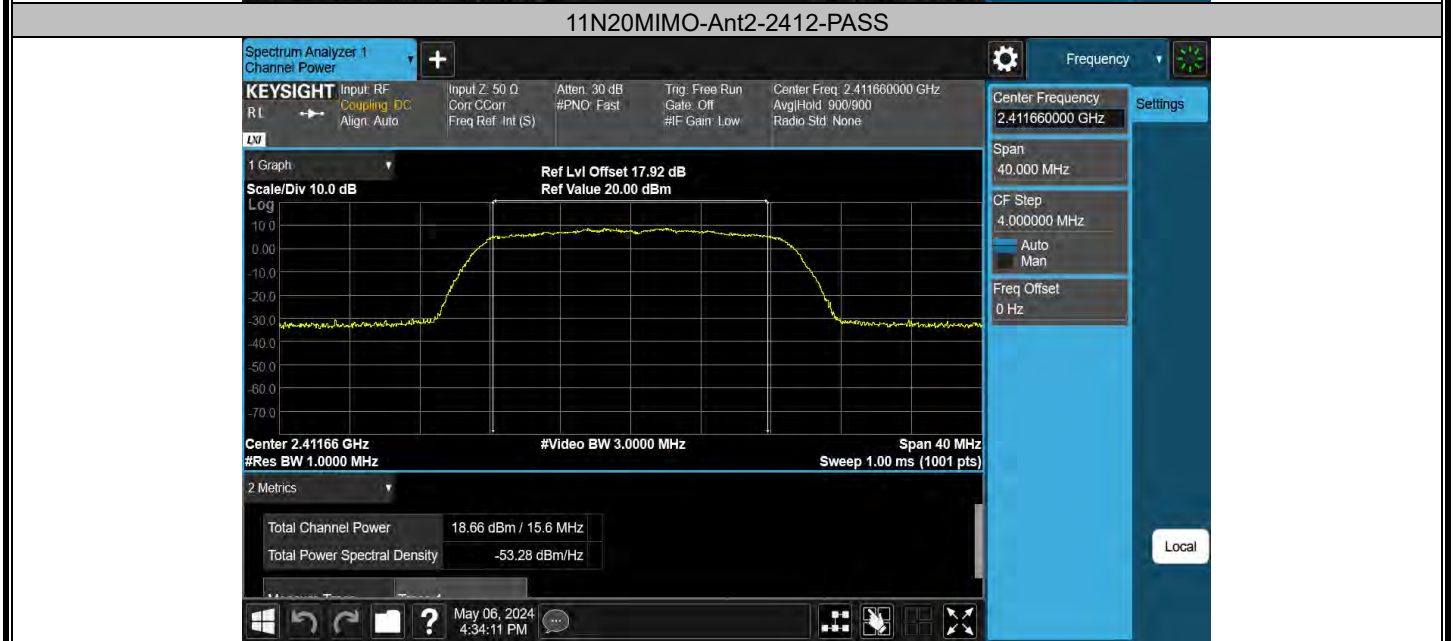 11N20MIMO-Ant2-2412-PASS
Spectrum Analyzer 1
Channel Power
Frequency
KEYSIGHT Input: RF
Coupling: DC
Align: Auto
RL
LXI
Input Z: 50 Ω
Corr CCorr
Freq Ref: Int (S)
Atten: 30 dB
#PNO: Fast
Trig: Free Run
Gate: Off
#IF Gain: Low
Center Freq: 2.411660000 GHz
Avg|Hold: 900/900
Radio Std: None
Center Frequency
2.411660000 GHz
Settings
Span
40.000 MHz
CF Step
4.000000 MHz
Auto
Man
Freq Offset
0 Hz
1 Graph
Scale/Div 10.0 dB
Ref Lvl Offset 17.92 dB
Ref Value 20.00 dBm
Log
10.0
0.00
-10.0
-20.0
-30.0
-40.0
-50.0
-60.0
-70.0
Center 2.41166 GHz
#Video BW 3.0000 MHz
Span 40 MHz
#Res BW 1.0000 MHz
Sweep 1.00 ms (1001 pts)
2 Metrics
Total Channel Power 18.66 dBm / 15.6 MHz
Total Power Spectral Density -53.28 dBm/Hz
Local
?
May 06, 2024
4:34:11 PM